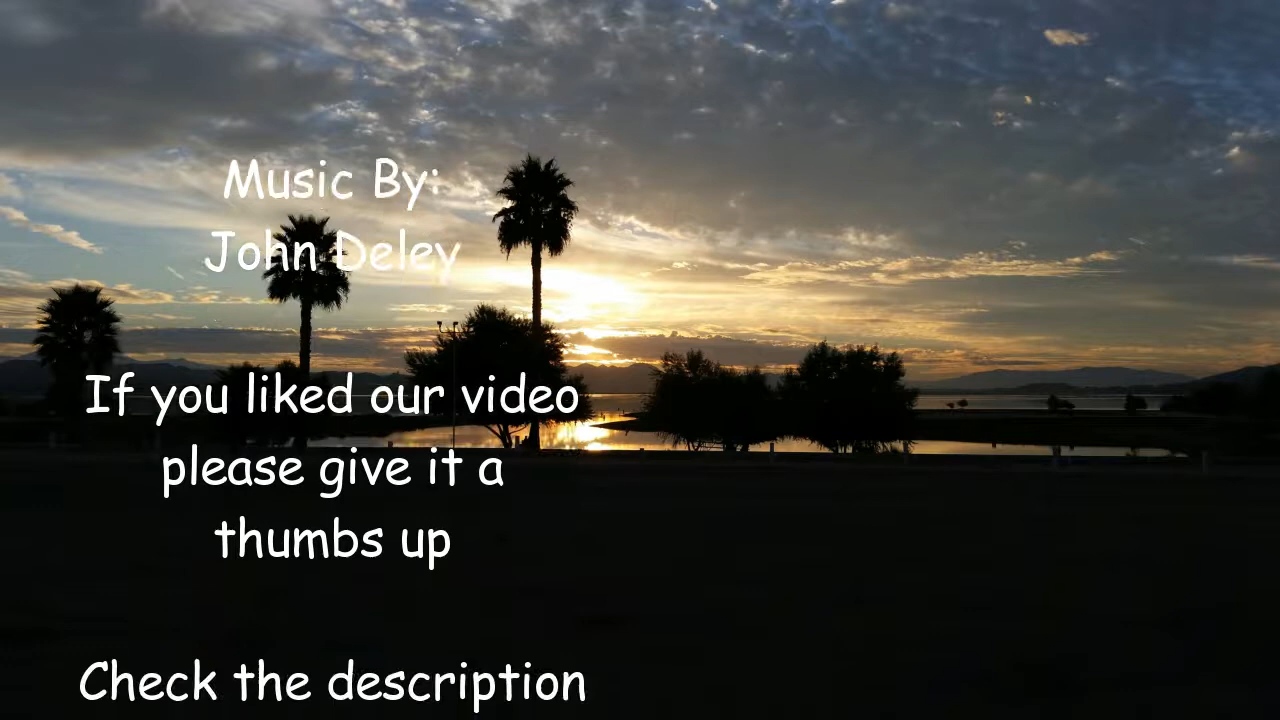 Music By:
John Deley
If you liked our video
please give it a
thumbs up
Check the description